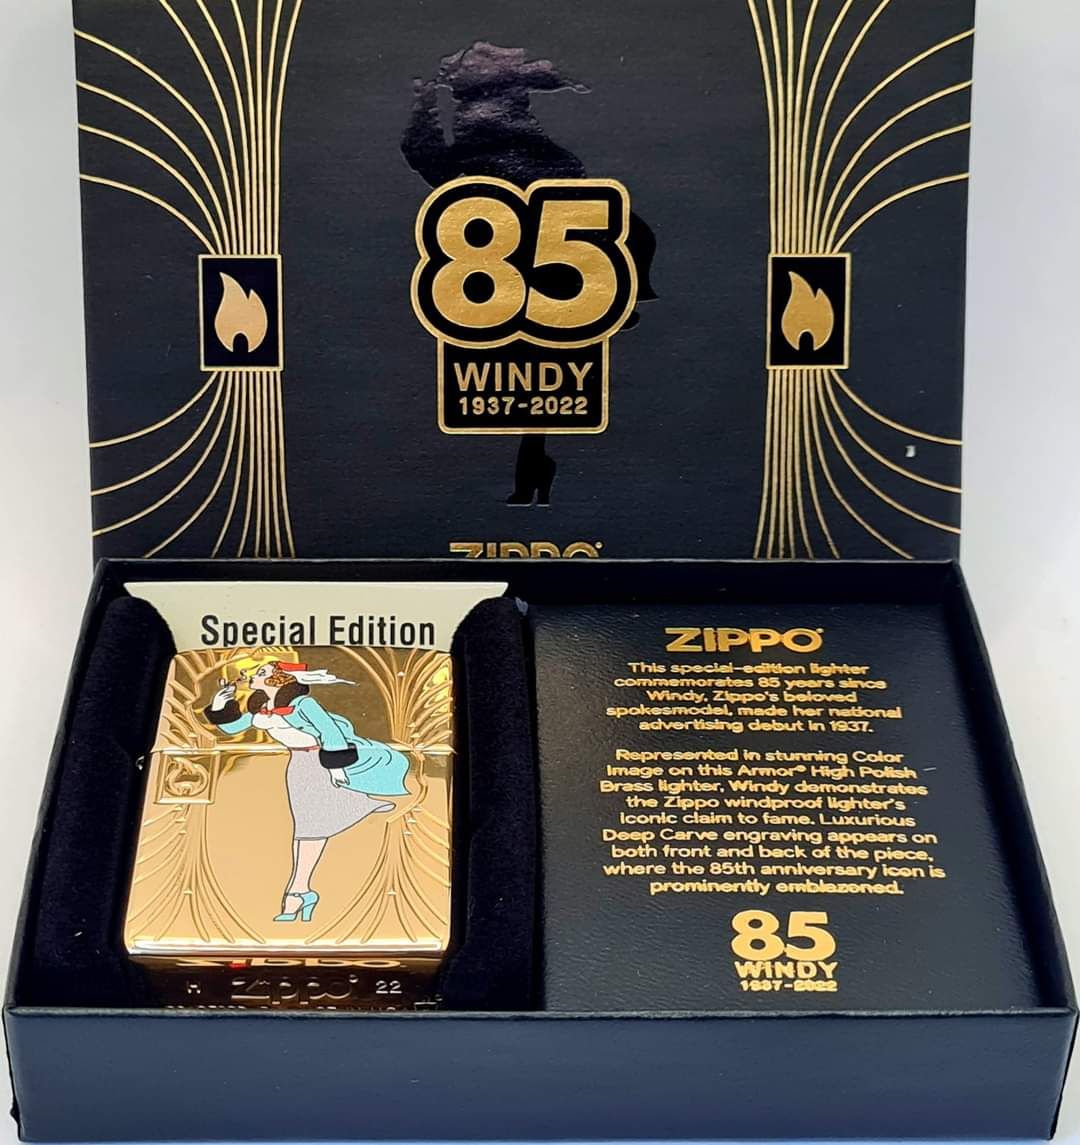 85
WINDY
1937-2022
ZIPPO
Special Edition
H Zippo 22
ZIPPO®
This special-edition lighter
commemorates 85 years since
Windy, Zippo's beloved
spokesmodel, made her national
advertising debut in 1937.
Represented in stunning Color
Image on this Armor® High Polish
Brass lighter, Windy demonstrates
the Zippo windproof lighter's
iconic claim to fame. Luxurious
Deep Carve engraving appears on
both front and back of the piece,
where the 85th anniversary icon is
prominently emblazoned.
85
WINDY
1937-2022